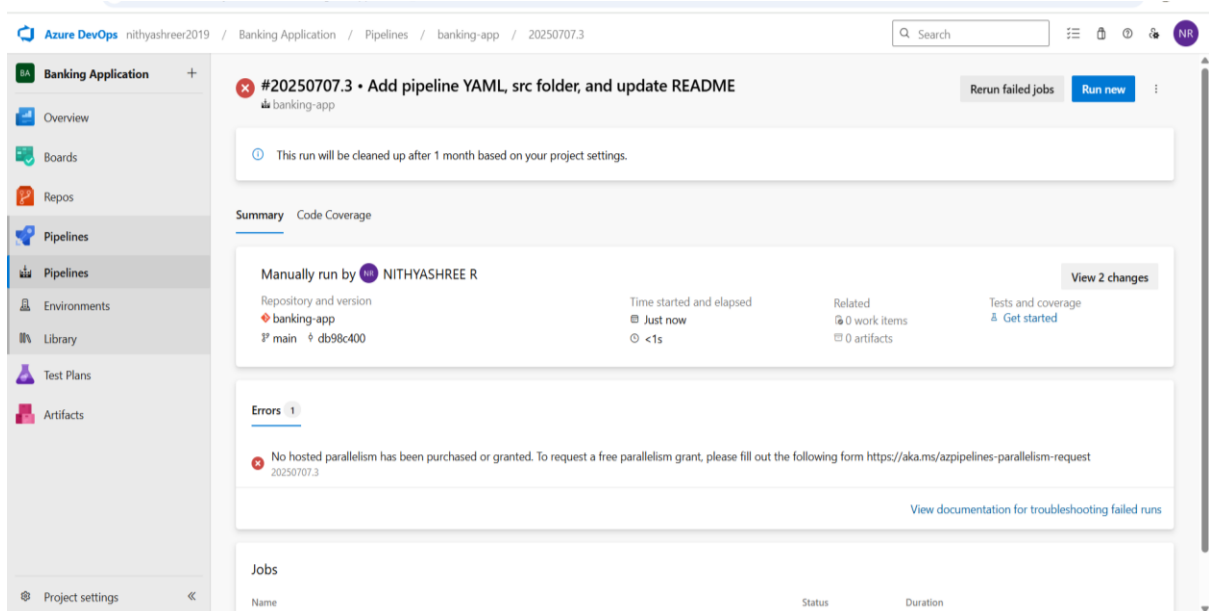 Azure DevOps nithyashreer2019 / Banking Application / Pipelines / banking-app / 20250707.3
Search
NR
BA Banking Application +
Overview
Boards
Repos
Pipelines
Pipelines
Environments
Library
Test Plans
Artifacts
Project settings
#20250707.3 • Add pipeline YAML, src folder, and update README
banking-app
Rerun failed jobs
Run new
This run will be cleaned up after 1 month based on your project settings.
Summary Code Coverage
Manually run by NR NITHYASHREE R
View 2 changes
Repository and version
banking-app
main db98c400
Time started and elapsed
Just now
<1s
Related
0 work items
0 artifacts
Tests and coverage
Get started
Errors 1
No hosted parallelism has been purchased or granted. To request a free parallelism grant, please fill out the following form https://aka.ms/azpipelines-parallelism-request
20250707.3
View documentation for troubleshooting failed runs
Jobs
Name Status Duration